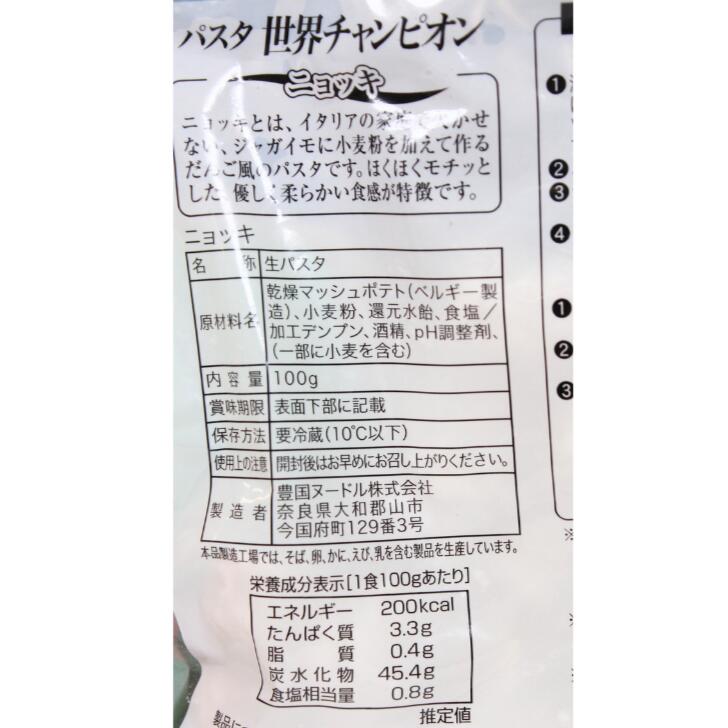 パスタ 世界チャンピオン
ニョッキ
ニョッキとは、イタリアの家庭で欠かせ
ない、ジャガイモに小麦粉を加えて作る
だんご風のパスタです。ほくほくモチッと
した、優しく柔らかい食感が特徴です。
ニョッキ
名 称 生パスタ
原材料名 乾燥マッシュポテト(ベルギー製
造)、小麦粉、還元水飴、食塩/
加工デンプン、酒精、pH調整剤、
(一部に小麦を含む)
内容量 100g
賞味期限 表面下部に記載
保存方法 要冷蔵(10℃以下)
使用上の注意 開封後はお早めにお召し上がりください。
製造者 豊国ヌードル株式会社
奈良県大和郡山市
今国府町129番3号
本品製造工場では、そば、卵、かに、えび、乳を含む製品を生産しています。
栄養成分表示[1食100gあたり]
エネルギー 200kcal
たんぱく質 3.3g
脂 質 0.4g
炭水化物 45.4g
食塩相当量 0.8g
推定値
製品に
❶
❷
❸
❹
❶
❷
❸